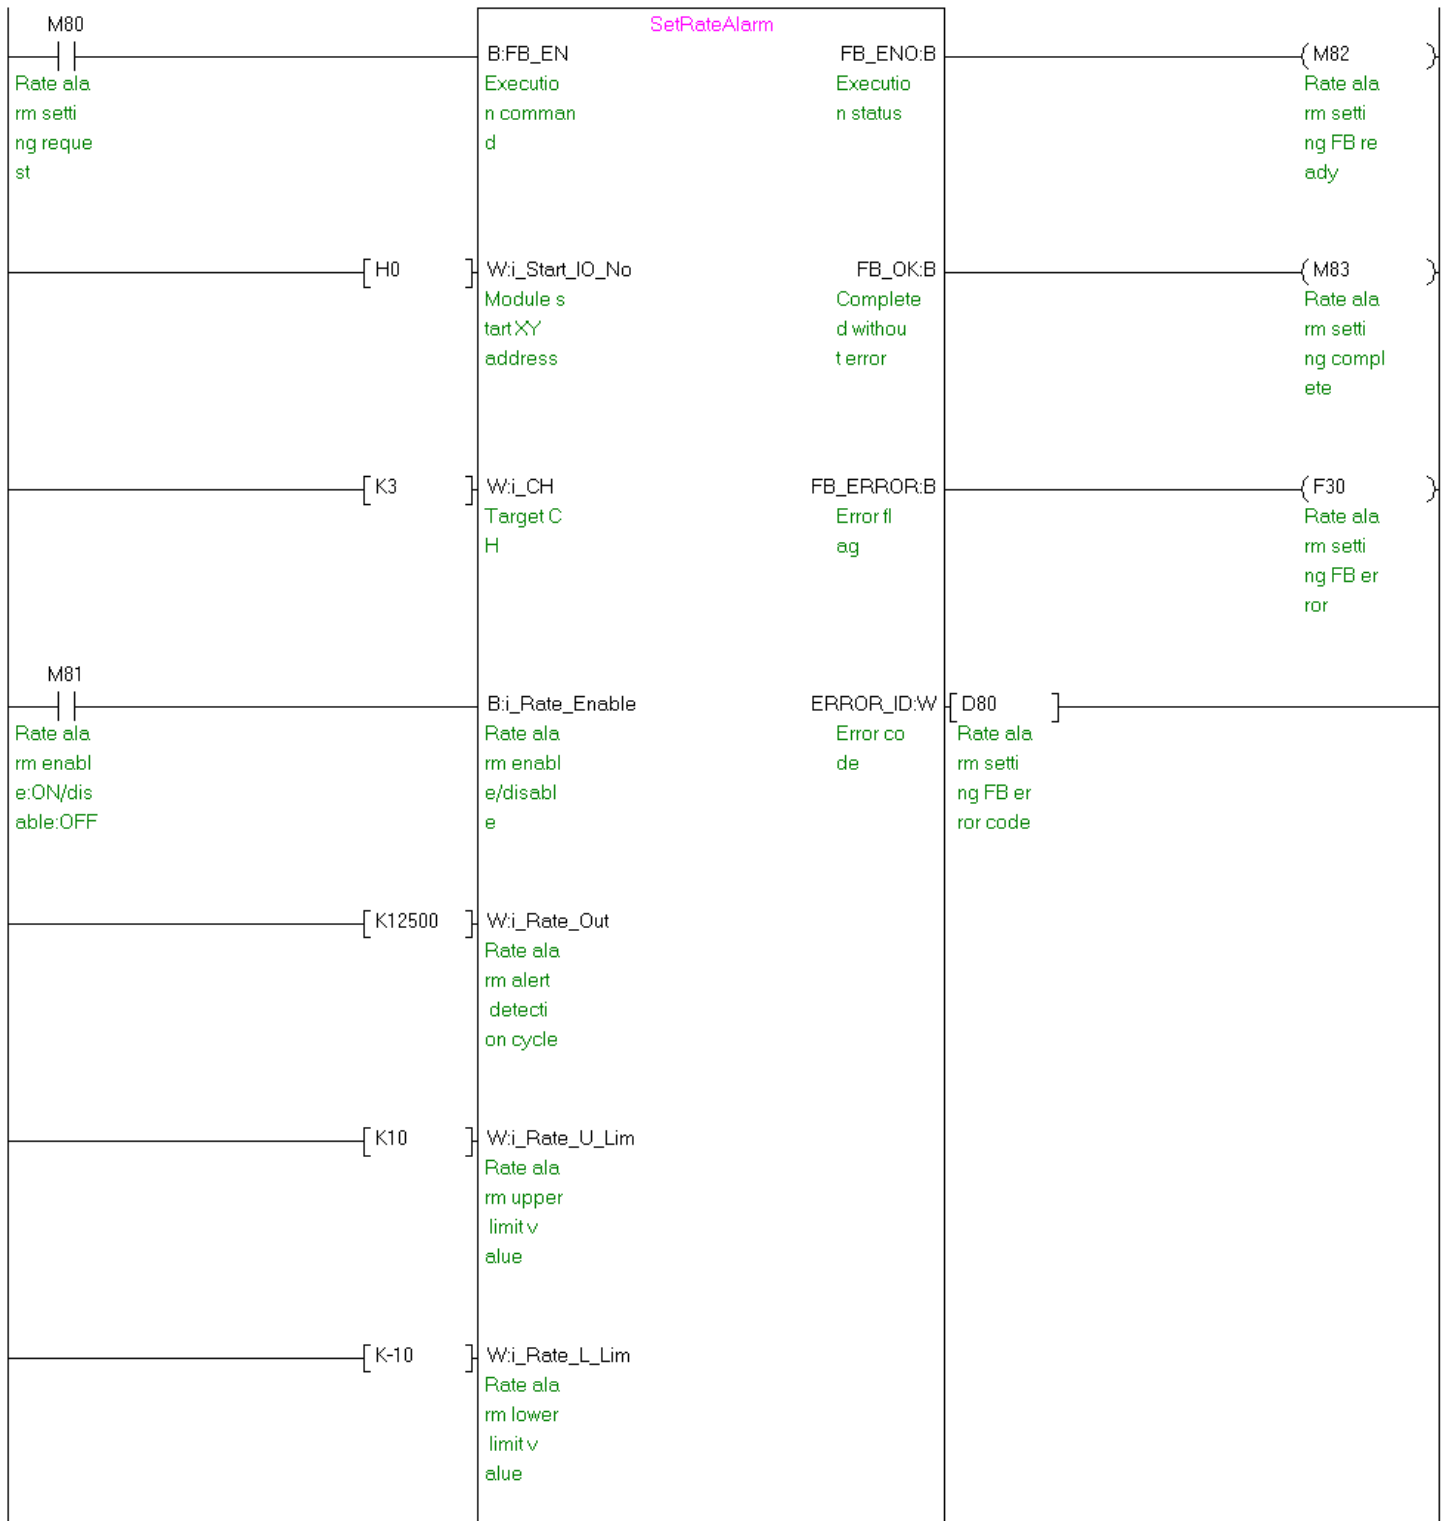 SetRateAlarm
M80
B:FB_EN
FB_ENO:B
M82
Rate ala
rm setti
ng reque
st
Executio
n comman
d
Executio
n status
Rate ala
rm setti
ng FB re
ady
H0
W:i_Start_IO_No
FB_OK:B
M83
Module s
tart XY
address
Complete
d withou
t error
Rate ala
rm setti
ng compl
ete
K3
W:i_CH
FB_ERROR:B
F30
Target C
H
Error fl
ag
Rate ala
rm setti
ng FB er
ror
M81
B:i_Rate_Enable
ERROR_ID:W
D80
Rate ala
rm enabl
e:ON/dis
able:OFF
Rate ala
rm enabl
e/disabl
e
Error co
de
Rate ala
rm setti
ng FB er
ror code
K12500
W:i_Rate_Out
Rate ala
rm alert
detecti
on cycle
K10
W:i_Rate_U_Lim
Rate ala
rm upper
limit v
alue
K-10
W:i_Rate_L_Lim
Rate ala
rm lower
limit v
alue